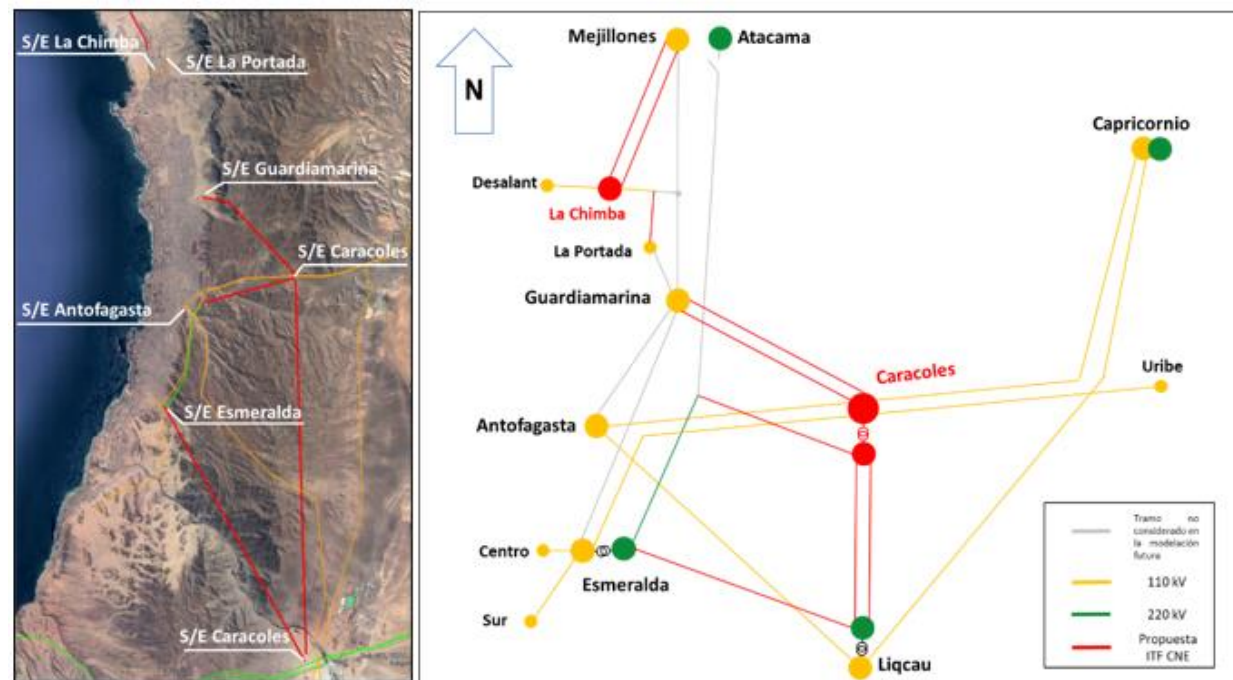 S/E La Chimba
S/E La Portada
S/E Guardiamarina
S/E Caracoles
S/E Antofagasta
S/E Esmeralda
S/E Caracoles
N
Mejillones
Atacama
Capricornio
Desalant
La Chimba
La Portada
Guardiamarina
Caracoles
Uribe
Antofagasta
Centro
Esmeralda
Sur
Liqcau
Tramo no
considerado en
la modelación
futura
110 kV
220 kV
Propuesta
ITF CNE